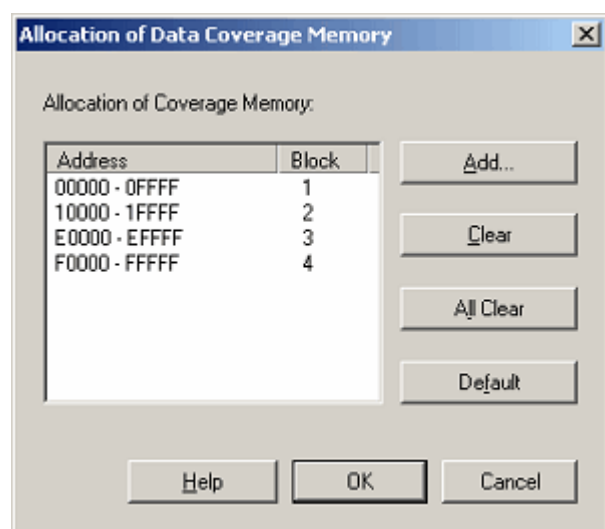 Allocation of Data Coverage Memory
Allocation of Coverage Memory:
Address Block
00000 - 0FFFF 1
10000 - 1FFFF 2
E0000 - EFFFF 3
F0000 - FFFFF 4
Add...
Clear
All Clear
Default
Help OK Cancel